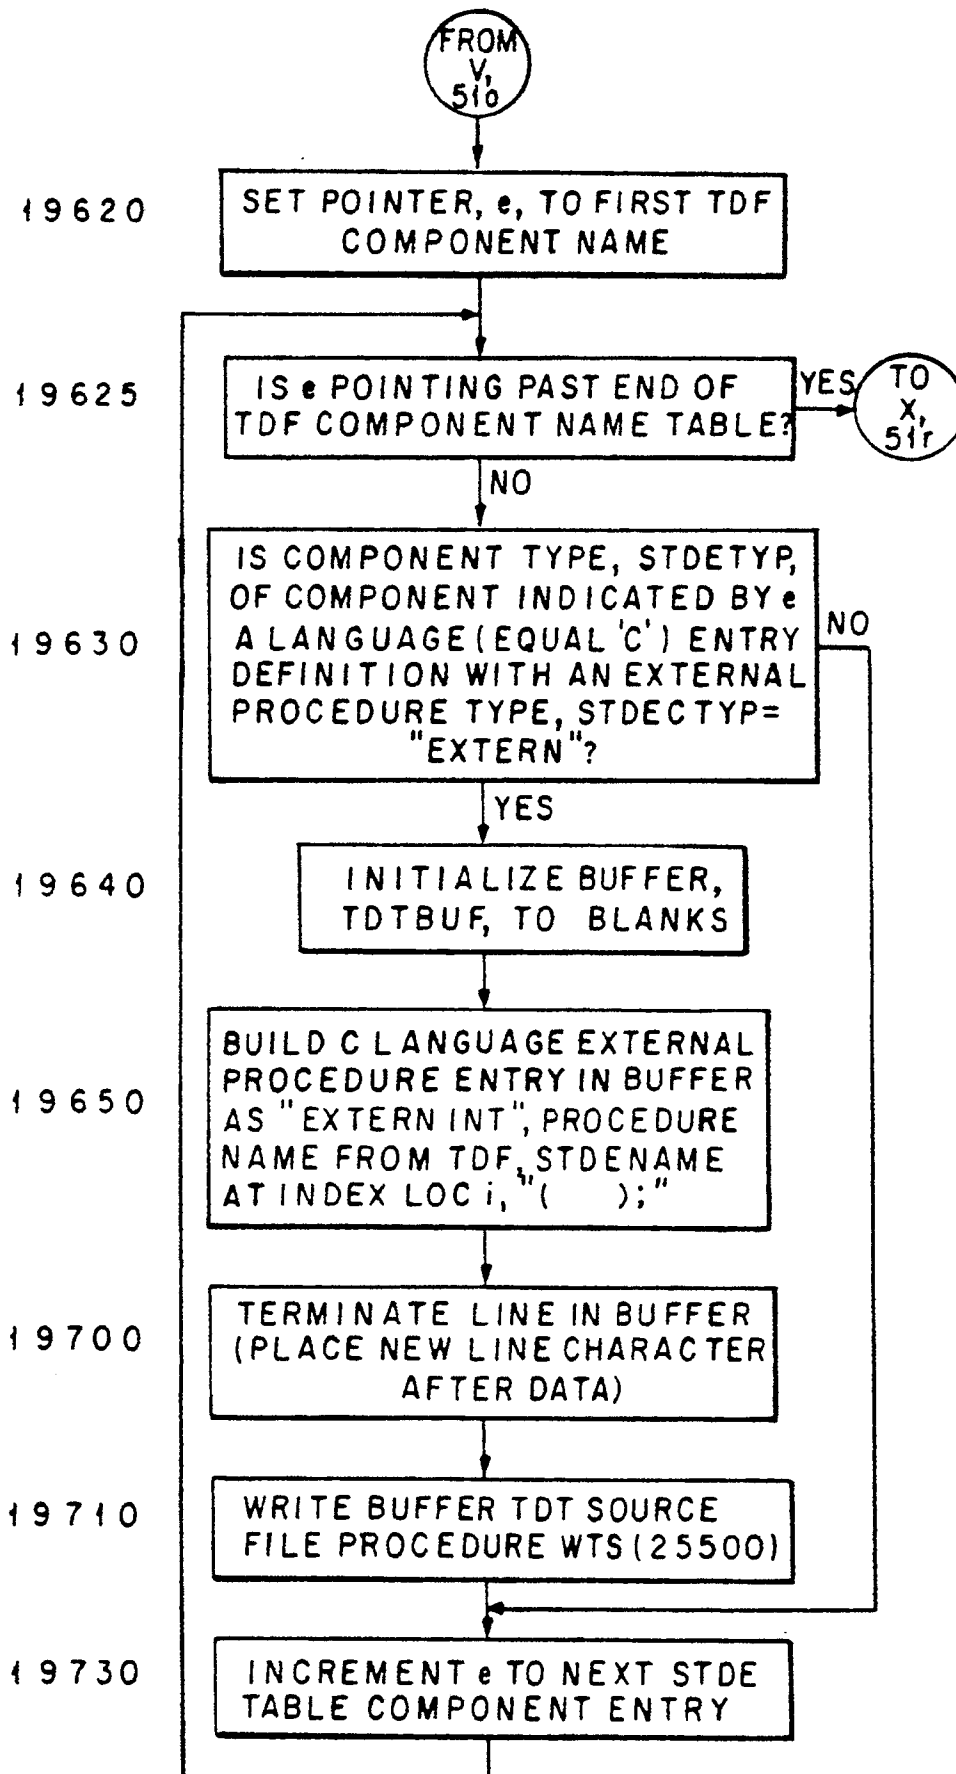 FROM
V,
51o
19620
SET POINTER, e, TO FIRST TDF
COMPONENT NAME
19625
IS e POINTING PAST END OF
TDF COMPONENT NAME TABLE?
YES
TO
X,
51r
NO
19630
IS COMPONENT TYPE, STDETYP,
OF COMPONENT INDICATED BY e
A LANGUAGE (EQUAL 'C') ENTRY
DEFINITION WITH AN EXTERNAL
PROCEDURE TYPE, STDECTYP=
"EXTERN"?
NO
YES
19640
INITIALIZE BUFFER,
TDTBUF, TO BLANKS
19650
BUILD C LANGUAGE EXTERNAL
PROCEDURE ENTRY IN BUFFER
AS "EXTERN INT", PROCEDURE
NAME FROM TDF, STDENAME
AT INDEX LOC i, "( );"
19700
TERMINATE LINE IN BUFFER
(PLACE NEW LINE CHARACTER
AFTER DATA)
19710
WRITE BUFFER TDT SOURCE
FILE PROCEDURE WTS (25500)
19730
INCREMENT e TO NEXT STDE
TABLE COMPONENT ENTRY